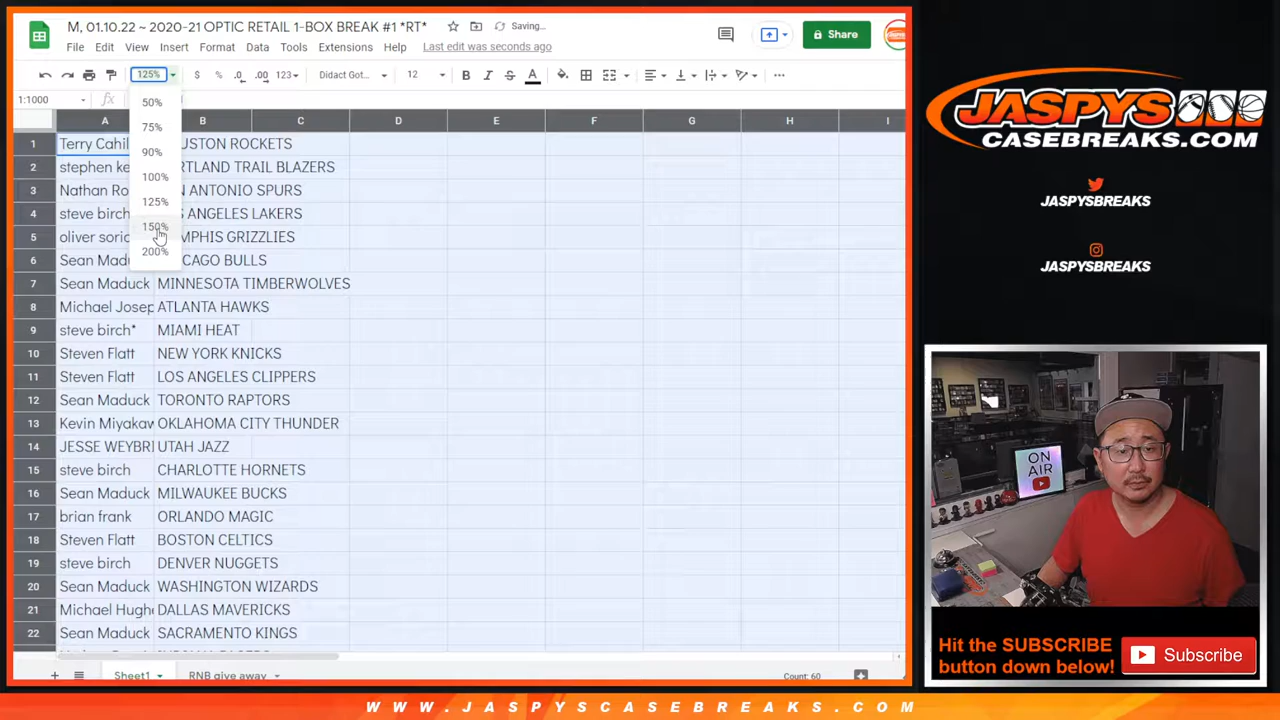 M, 01.10.22 ~ 2020-21 OPTIC RETAIL 1-BOX BREAK #1 *RT*
Saving...
Share
File Edit View Insert Format Data Tools Extensions Help Last edit was seconds ago
125% $ % .0 .00 123 Didact Got... 12 B I S A
1:1000 fx
50%
75%
90%
100%
125%
150%
200%
A B C D E F G H I
1 Terry Cahil USTON ROCKETS
2 stephen ke RTLAND TRAIL BLAZERS
3 Nathan Ro N ANTONIO SPURS
4 steve birch S ANGELES LAKERS
5 oliver soric MPHIS GRIZZLIES
6 Sean Madu CAGO BULLS
7 Sean Maduck MINNESOTA TIMBERWOLVES
8 Michael Josep ATLANTA HAWKS
9 steve birch* MIAMI HEAT
10 Steven Flatt NEW YORK KNICKS
11 Steven Flatt LOS ANGELES CLIPPERS
12 Sean Maduck TORONTO RAPTORS
13 Kevin Miyakaw OKLAHOMA CITY THUNDER
14 JESSE WEYBRI UTAH JAZZ
15 steve birch CHARLOTTE HORNETS
16 Sean Maduck MILWAUKEE BUCKS
17 brian frank ORLANDO MAGIC
18 Steven Flatt BOSTON CELTICS
19 steve birch DENVER NUGGETS
20 Sean Maduck WASHINGTON WIZARDS
21 Michael Hughe DALLAS MAVERICKS
22 Sean Maduck SACRAMENTO KINGS
Sheet1 RNB give away Count: 60
JASPYS
CASEBREAKS.COM
JASPYSBREAKS
JASPYSBREAKS
ON
AIR
Hit the SUBSCRIBE
button down below!
Subscribe
WWW.JASPYSCASEBREAKS.COM